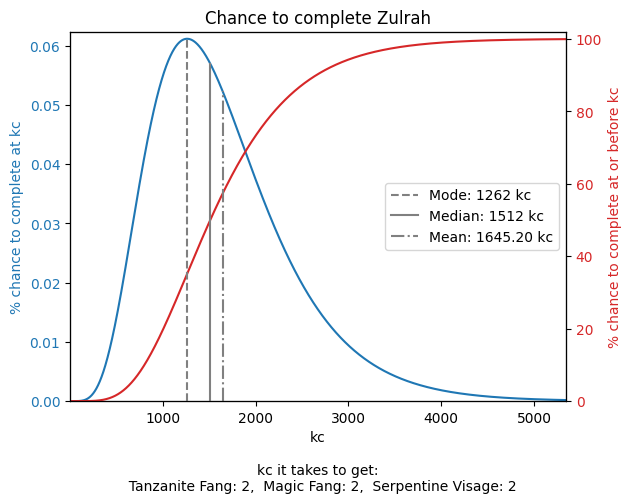 Chance to complete Zulrah
% chance to complete at kc
0.06
0.05
0.04
0.03
0.02
0.01
0.00
Mode: 1262 kc
Median: 1512 kc
Mean: 1645.20 kc
100
80
60
40
20
0
% chance to complete at or before kc
1000 2000 3000 4000 5000
kc
kc it takes to get:
Tanzanite Fang: 2,  Magic Fang: 2,  Serpentine Visage: 2